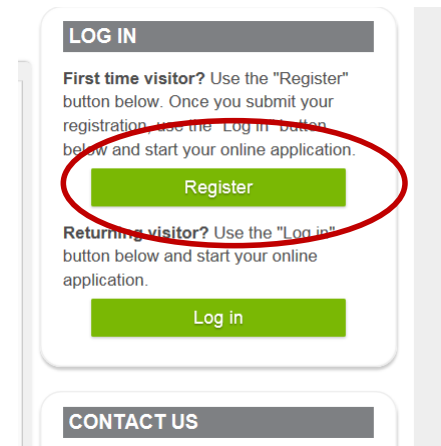 LOG IN
First time visitor? Use the "Register"
button below. Once you submit your
registration, use the "Log in" button
below and start your online application.
Register
Returning visitor? Use the "Log in"
button below and start your online
application.
Log in
CONTACT US